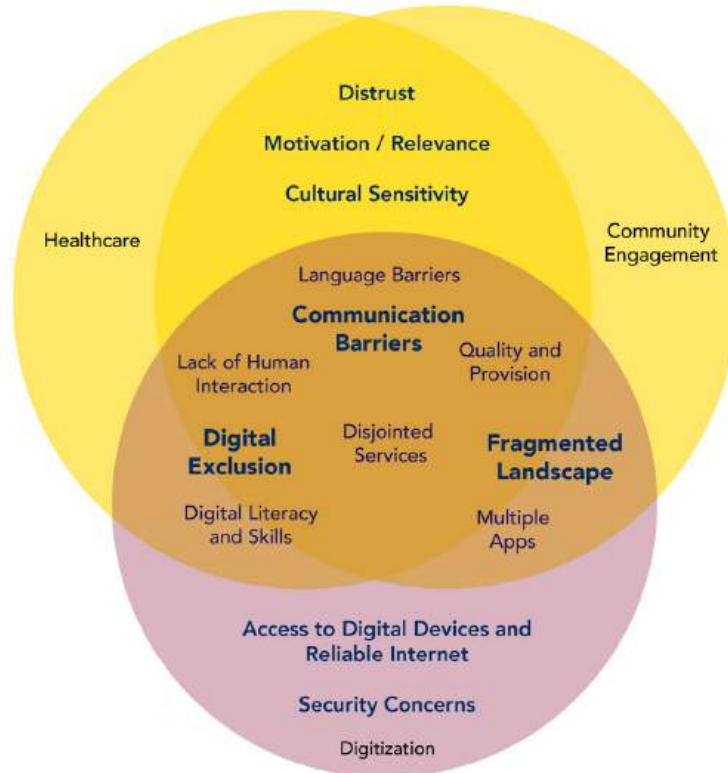 Distrust
Motivation / Relevance
Cultural Sensitivity
Healthcare
Community
Engagement
Language Barriers
Communication
Barriers
Lack of Human
Interaction
Quality and
Provision
Digital
Exclusion
Disjointed
Services
Fragmented
Landscape
Digital Literacy
and Skills
Multiple
Apps
Access to Digital Devices and
Reliable Internet
Security Concerns
Digitization